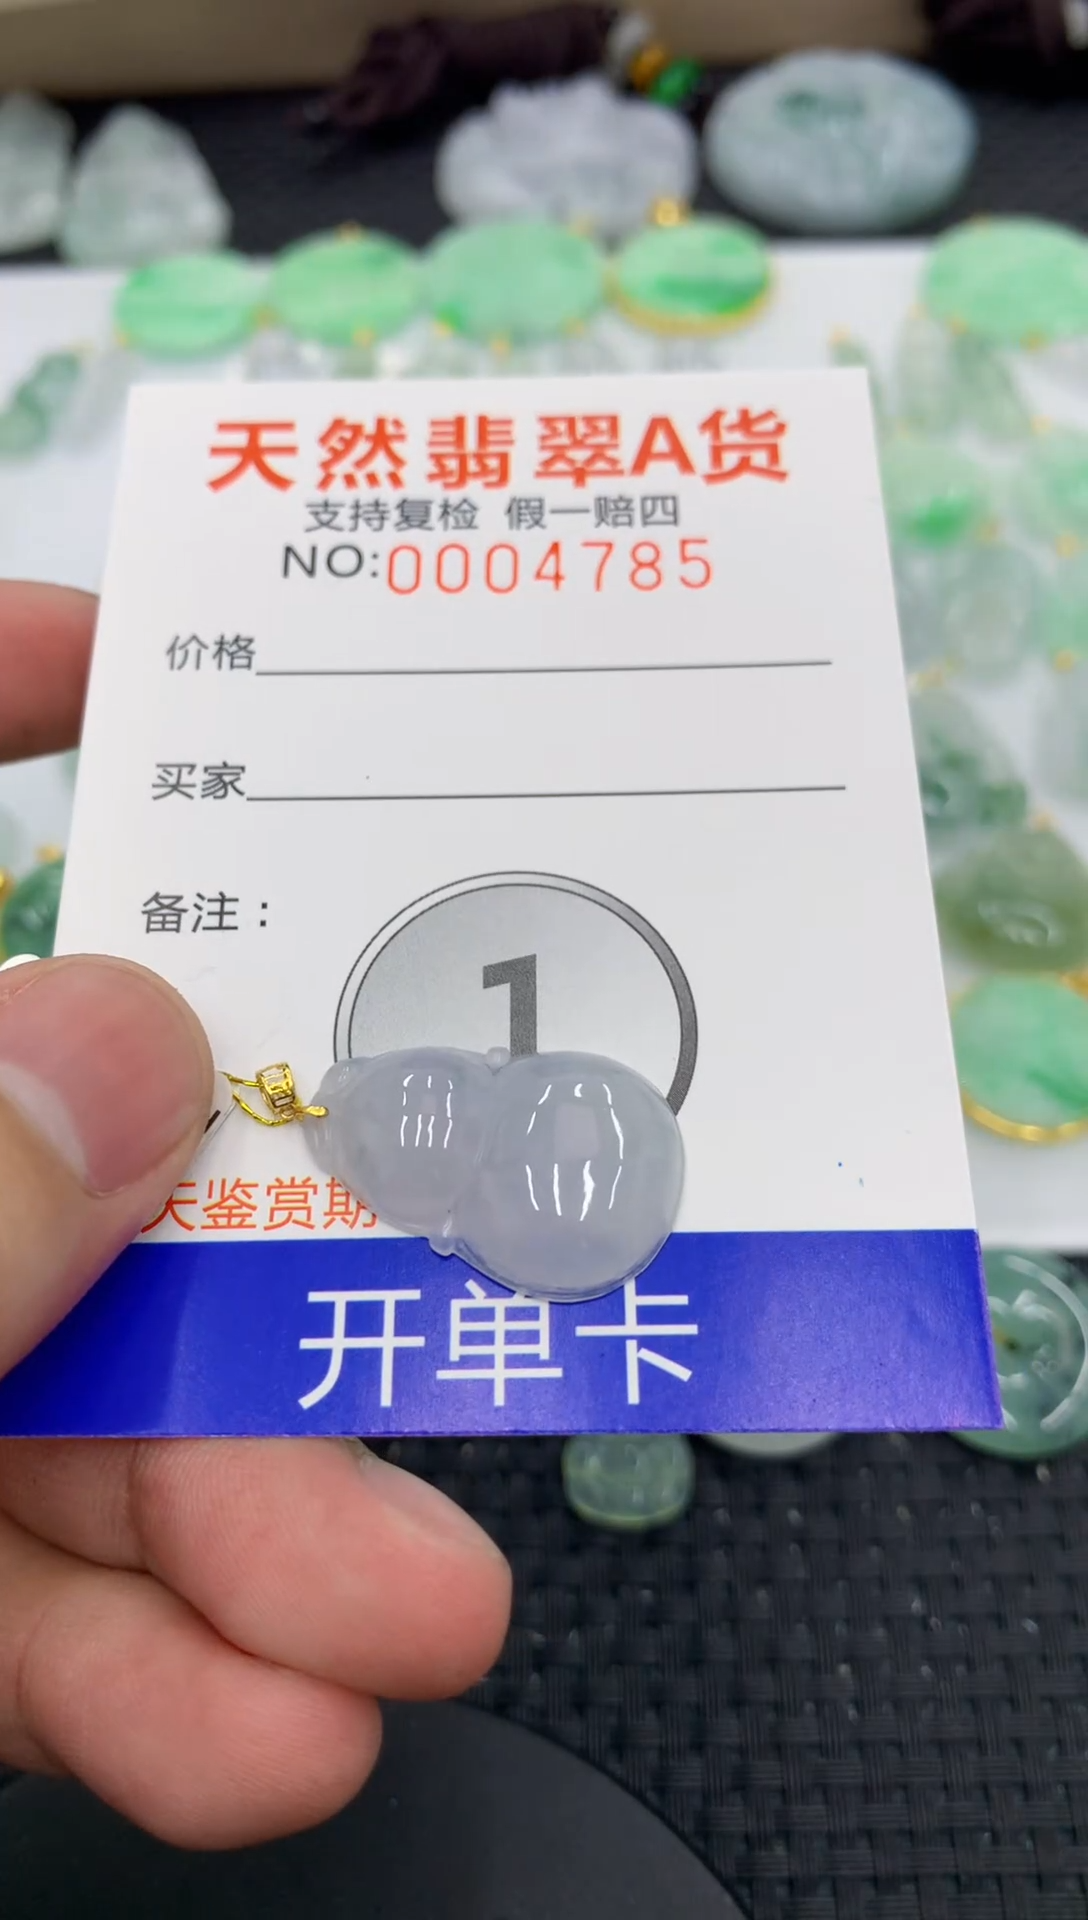 天然翡翠A货
支持复检 假一赔四
NO:0004785
价格
买家
备注：
1
天鉴赏期
开单卡